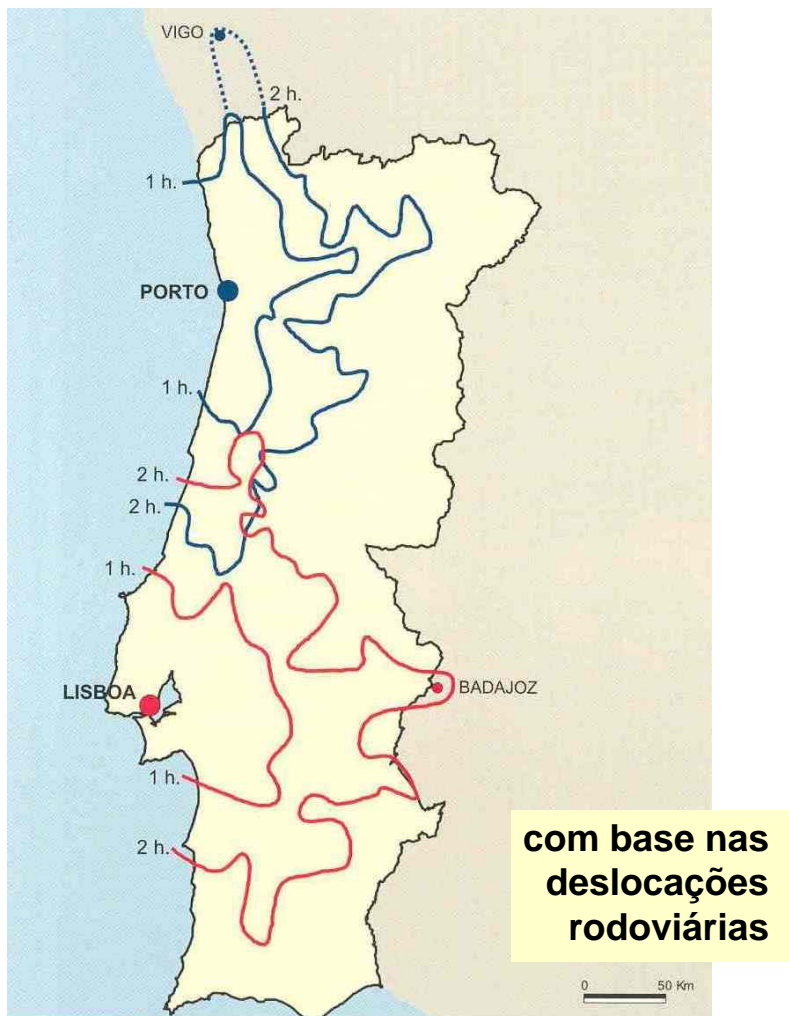 VIGO
2 h.
1 h.
PORTO
1 h.
2 h.
2 h.
1 h.
LISBOA
BADAJOZ
1 h.
2 h.
com base nas
deslocações
rodoviárias
0 50 Km